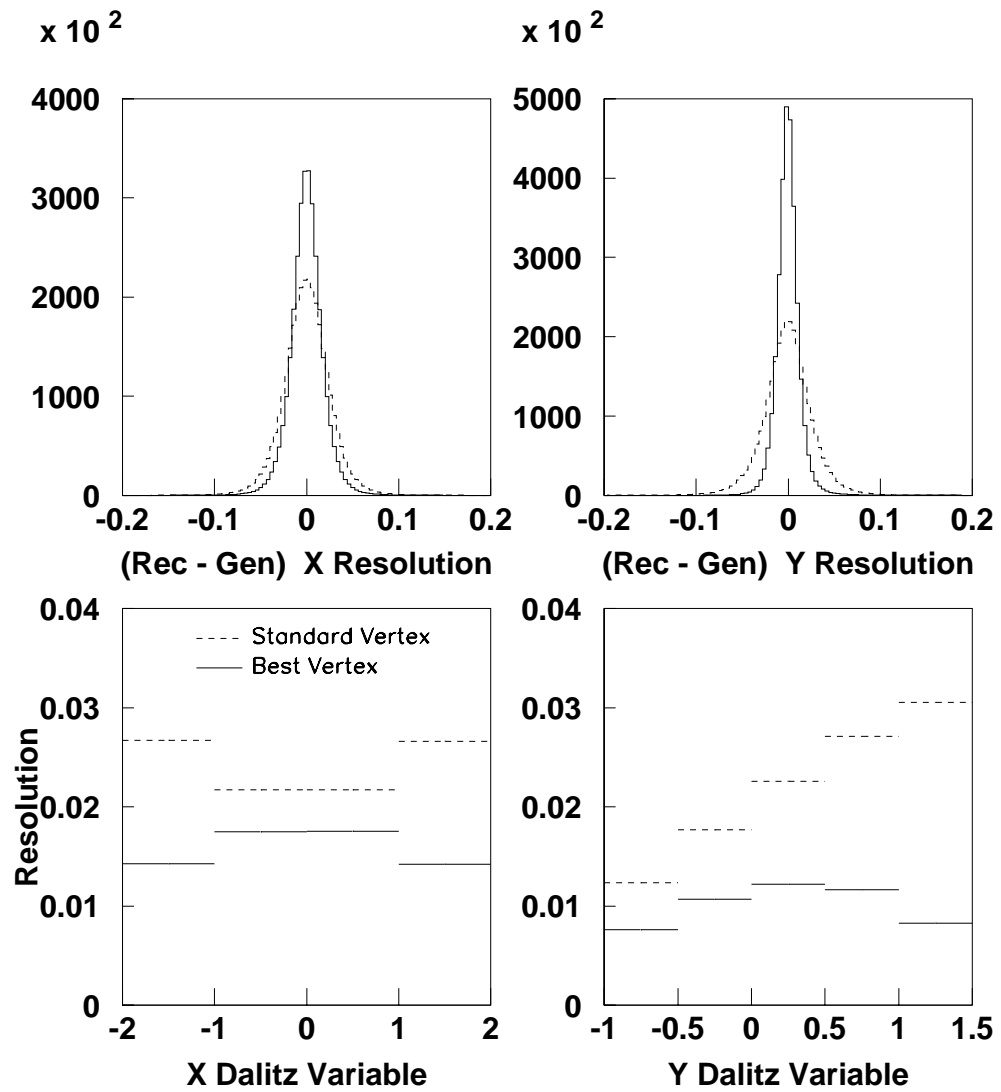 x 10 2
4000
3000
2000
1000
0
-0.2 -0.1 0 0.1 0.2
(Rec - Gen) X Resolution
x 10 2
5000
4000
3000
2000
1000
0
-0.2 -0.1 0 0.1 0.2
(Rec - Gen) Y Resolution
Resolution
0.04
0.03
0.02
0.01
0
Standard Vertex
Best Vertex
-2 -1 0 1 2
X Dalitz Variable
0.04
0.03
0.02
0.01
0
-1 -0.5 0 0.5 1 1.5
Y Dalitz Variable